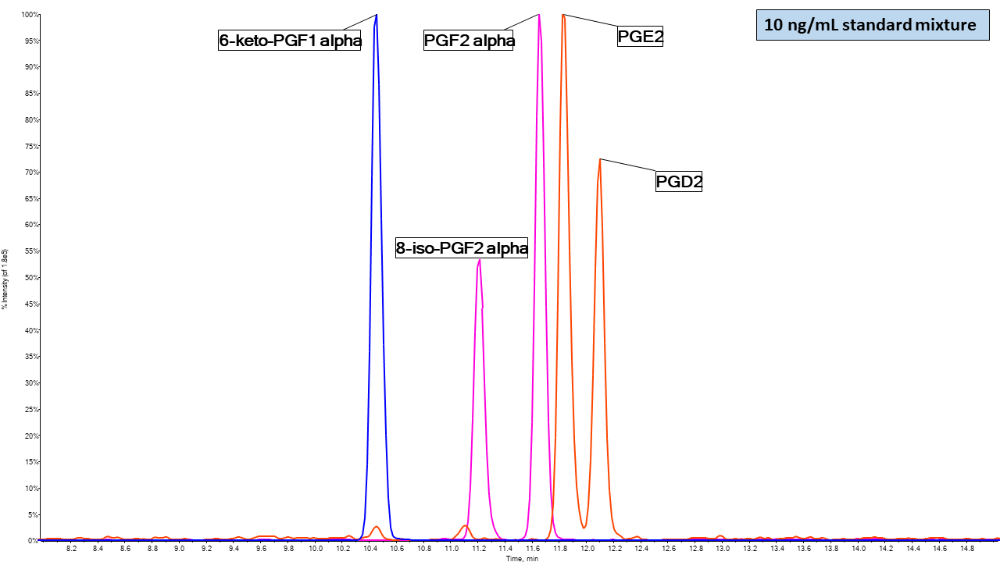 10 ng/mL standard mixture
6-keto-PGF1 alpha
PGF2 alpha
PGE2
PGD2
8-iso-PGF2 alpha
% Intensity (of 1.8e5)
100%
95%
90%
85%
80%
75%
70%
65%
60%
55%
50%
45%
40%
35%
30%
25%
20%
15%
10%
5%
0%
8.2 8.4 8.6 8.8 9.0 9.2 9.4 9.6 9.8 10.0 10.2 10.4 10.6 10.8 11.0 11.2 11.4 11.6 11.8 12.0 12.2 12.4 12.6 12.8 13.0 13.2 13.4 13.6 13.8 14.0 14.2 14.4 14.6 14.8
Time, min